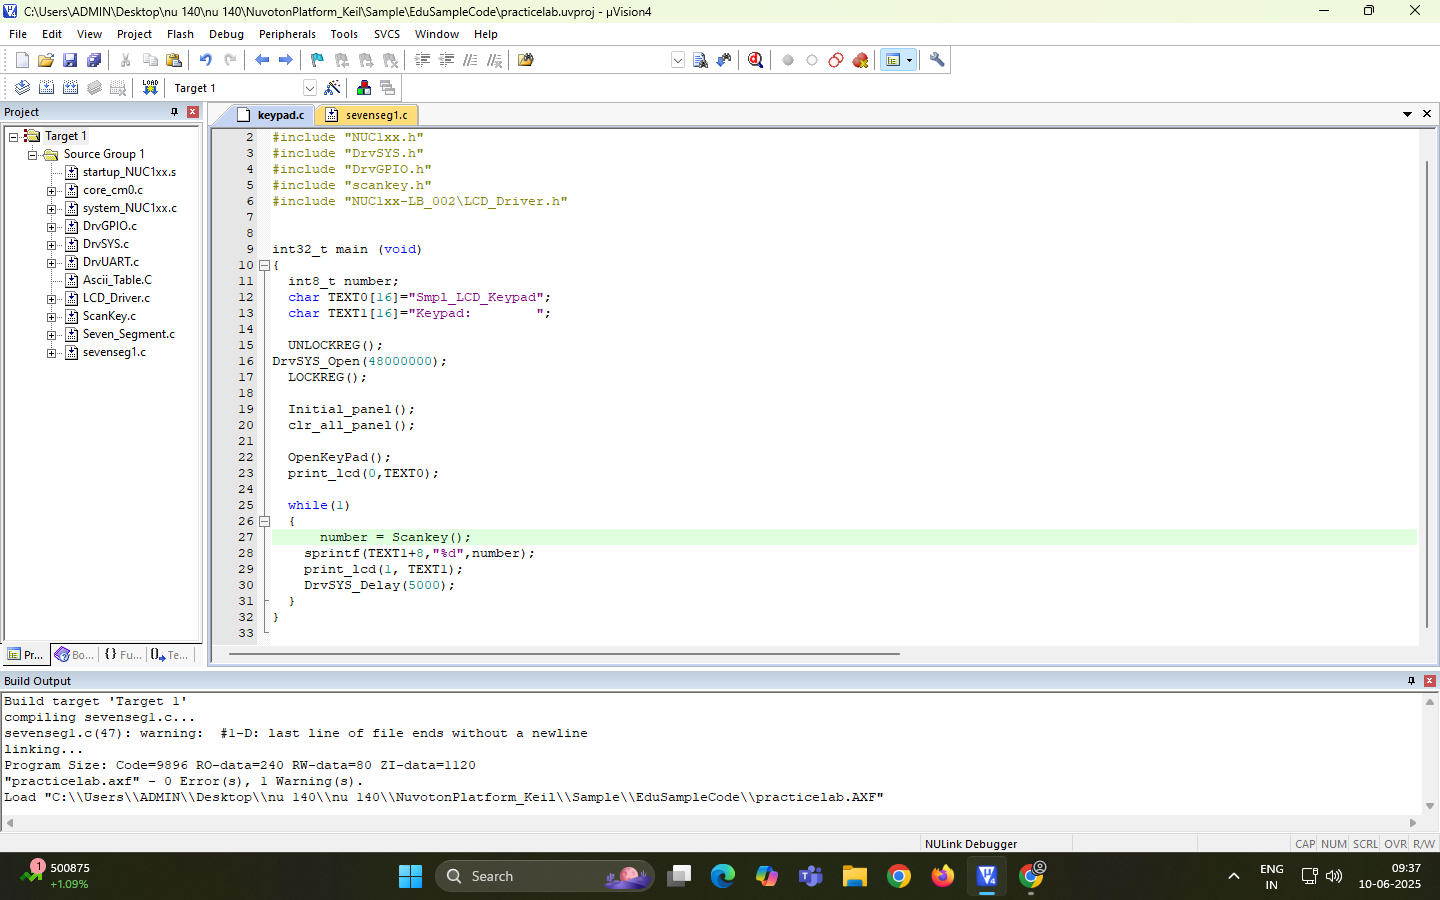 C:\Users\ADMIN\Desktop\nu 140\nu 140\NuvotonPlatform_Keil\Sample\EduSampleCode\practicelab.uvproj - µVision4
File Edit View Project Flash Debug Peripherals Tools SVCS Window Help
LOAD Target 1
Project
keypad.c sevenseg1.c
Target 1
Source Group 1
startup_NUC1xx.s
core_cm0.c
system_NUC1xx.c
DrvGPIO.c
DrvSYS.c
DrvUART.c
Ascii_Table.C
LCD_Driver.c
ScanKey.c
Seven_Segment.c
sevenseg1.c
Pr... Bo... {} Fu... Te...
2 #include "NUC1xx.h"
3 #include "DrvSYS.h"
4 #include "DrvGPIO.h"
5 #include "scankey.h"
6 #include "NUC1xx-LB_002\LCD_Driver.h"
7
8
9 int32_t main (void)
10 {
11 int8_t number;
12 char TEXT0[16]="Smpl_LCD_Keypad";
13 char TEXT1[16]="Keypad:        ";
14
15 UNLOCKREG();
16 DrvSYS_Open(48000000);
17 LOCKREG();
18
19 Initial_panel();
20 clr_all_panel();
21
22 OpenKeyPad();
23 print_lcd(0,TEXT0);
24
25 while(1)
26 {
27 number = Scankey();
28 sprintf(TEXT1+8,"%d",number);
29 print_lcd(1, TEXT1);
30 DrvSYS_Delay(5000);
31 }
32 }
33
Build Output
Build target 'Target 1'
compiling sevenseg1.c...
sevenseg1.c(47): warning:  #1-D: last line of file ends without a newline
linking...
Program Size: Code=9896 RO-data=240 RW-data=80 ZI-data=1120
"practicelab.axf" - 0 Error(s), 1 Warning(s).
Load "C:\\Users\\ADMIN\\Desktop\\nu 140\\nu 140\\NuvotonPlatform_Keil\\Sample\\EduSampleCode\\practicelab.AXF"
NULink Debugger CAP NUM SCRL OVR R/W
1 500875
+1.09%
Search
ENG
IN
09:37
10-06-2025